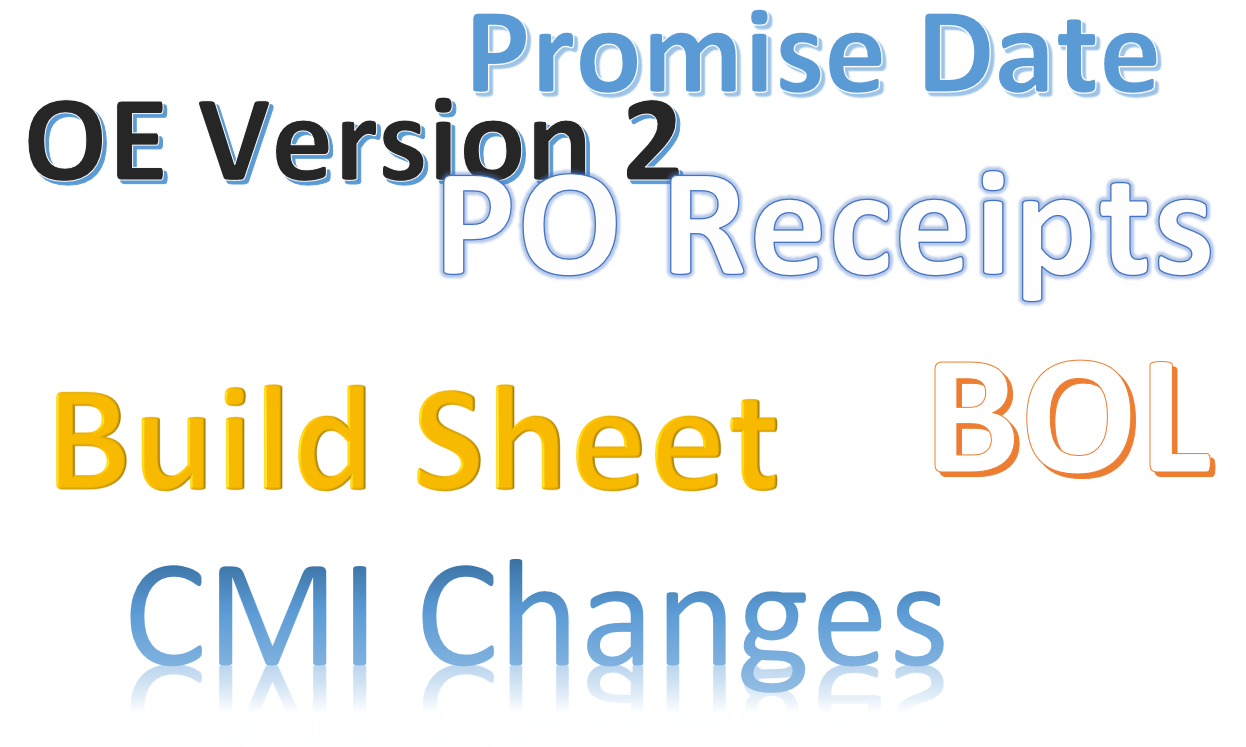 Promise Date
OE Version 2
PO Receipts
Build Sheet
BOL
CMI Changes